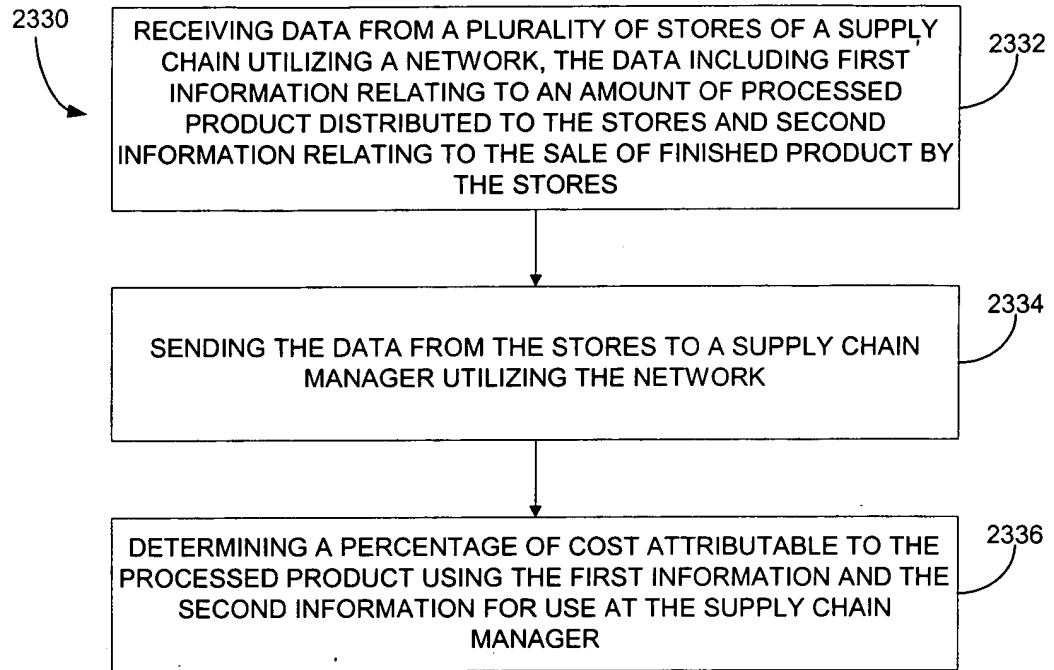 2330
RECEIVING DATA FROM A PLURALITY OF STORES OF A SUPPLY
CHAIN UTILIZING A NETWORK, THE DATA INCLUDING FIRST
INFORMATION RELATING TO AN AMOUNT OF PROCESSED
PRODUCT DISTRIBUTED TO THE STORES AND SECOND
INFORMATION RELATING TO THE SALE OF FINISHED PRODUCT BY
THE STORES
2332
SENDING THE DATA FROM THE STORES TO A SUPPLY CHAIN
MANAGER UTILIZING THE NETWORK
2334
DETERMINING A PERCENTAGE OF COST ATTRIBUTABLE TO THE
PROCESSED PRODUCT USING THE FIRST INFORMATION AND THE
SECOND INFORMATION FOR USE AT THE SUPPLY CHAIN
MANAGER
2336